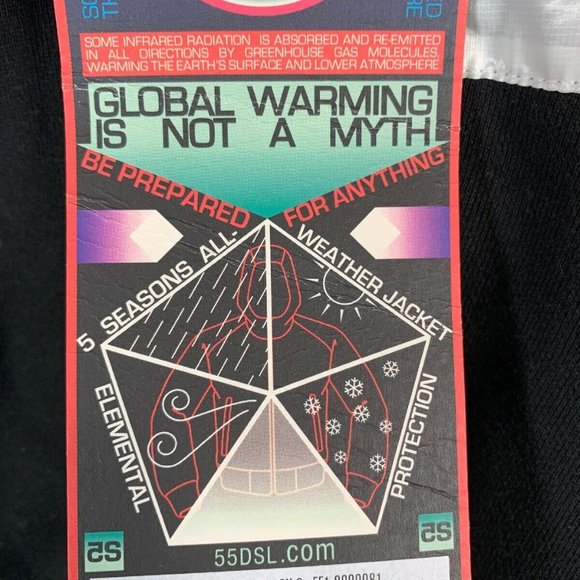 SOME INFRARED RADIATION IS ABSORBED AND RE-EMITTED
IN ALL DIRECTIONS BY GREENHOUSE GAS MOLECULES,
WARMING THE EARTH'S SURFACE AND LOWER ATMOSPHERE
GLOBAL WARMING
IS NOT A MYTH
BE PREPARED FOR ANYTHING
5 SEASONS ALL-
WEATHER JACKET
ELEMENTAL
PROTECTION
5S
5S
55DSL.com